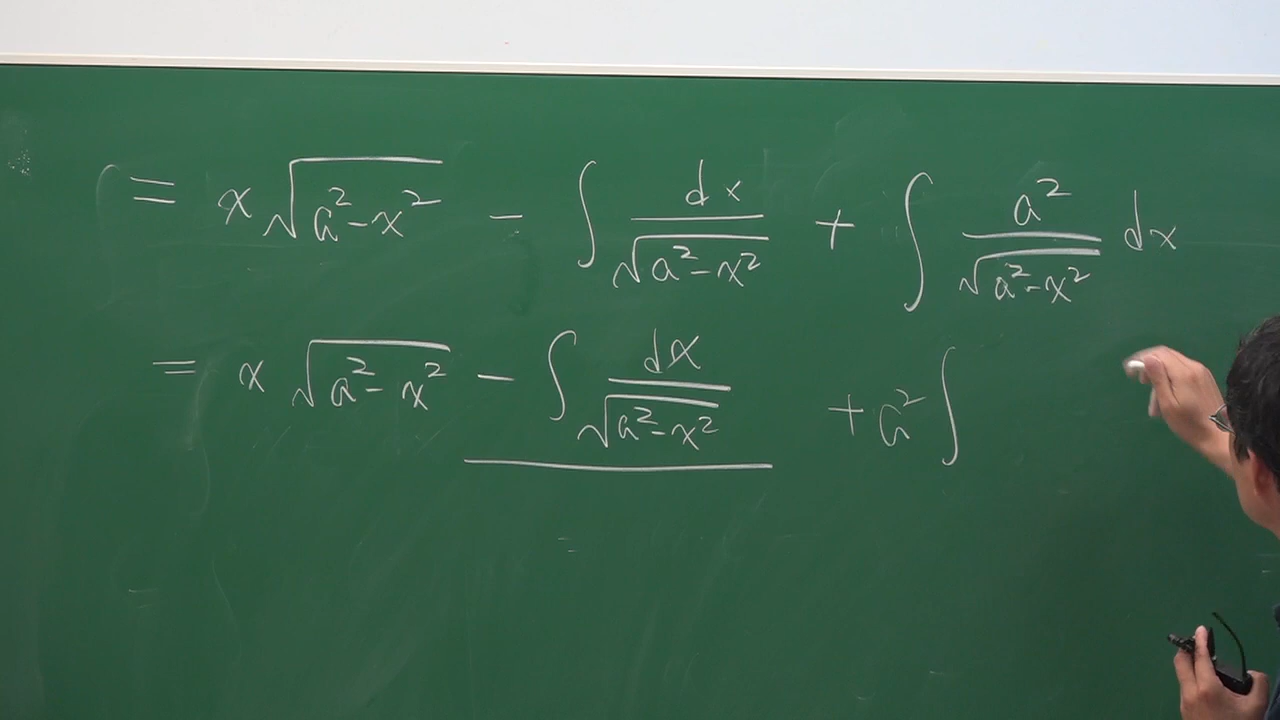 = x√(a²-x²) - ∫ dx/√(a²-x²) + ∫ a²/√(a²-x²) dx
= x√(a²-x²) - ∫ dx/√(a²-x²) + a² ∫